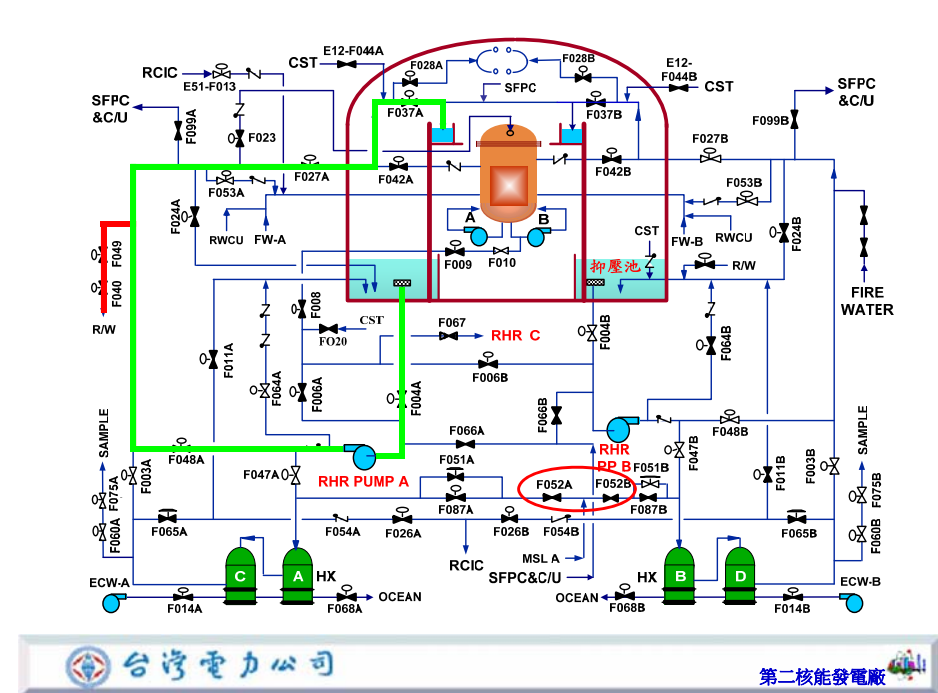 E12-F044A
CST
F028A
F028B
E12-
F044B
CST
RCIC
E51-F013
SFPC
&C/U
SFPC
SFPC
&C/U
F037A
F037B
F099A
F023
F099B
F027B
F027A
F042A
F042B
F053A
F053B
F024A
F024B
A
B
RWCU
FW-A
CST
FW-B
RWCU
F049
F009
F010
抑壓池
R/W
F040
FIRE
WATER
R/W
F008
CST
FO20
F067
RHR C
F004B
F064B
F011A
F006B
F064A
F006A
F004A
SAMPLE
F066B
SAMPLE
F048B
F066A
F048A
RHR
PP B
F047B
F051A
F051B
F003A
F047A
RHR PUMP A
F011B
F003B
F075A
F052A
F052B
F075B
F087A
F087B
F060A
F065A
F054A
F026A
F026B
F054B
F065B
F060B
RCIC
MSL A
SFPC&C/U
C
A
HX
HX
B
D
ECW-A
ECW-B
OCEAN
OCEAN
F014A
F068A
F068B
F014B
台灣電力公司
第二核能發電廠